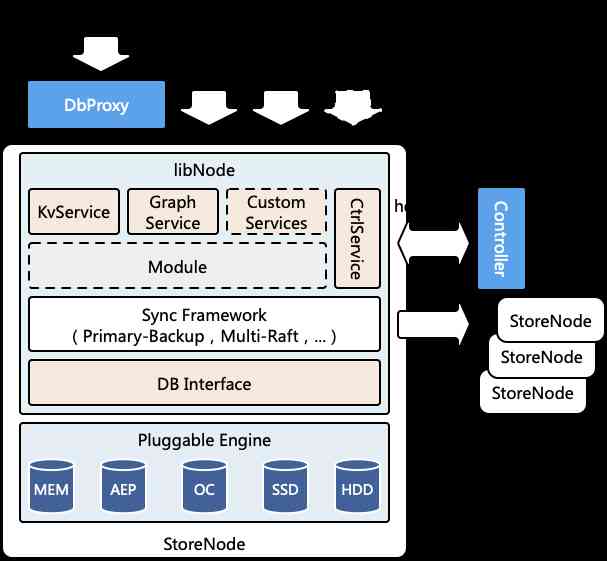 DbProxy
libNode
KvService
Graph
Service
Custom
Services
CtrlService
Module
Sync Framework
（Primary-Backup，Multi-Raft，...）
DB Interface
Pluggable Engine
MEM
AEP
OC
SSD
HDD
StoreNode
Controller
StoreNode
StoreNode
StoreNode